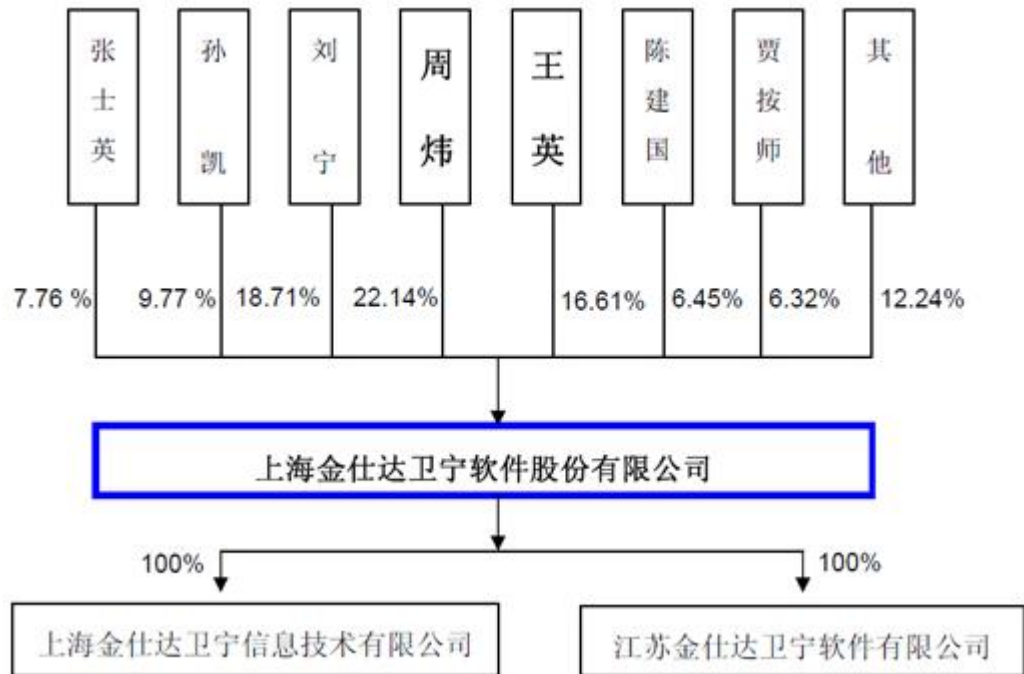 张士英
孙凯
刘宁
周炜
王英
陈建国
贾按师
其他
7.76 %
9.77 %
18.71%
22.14%
16.61%
6.45%
6.32%
12.24%
上海金仕达卫宁软件股份有限公司
100%
100%
上海金仕达卫宁信息技术有限公司
江苏金仕达卫宁软件有限公司